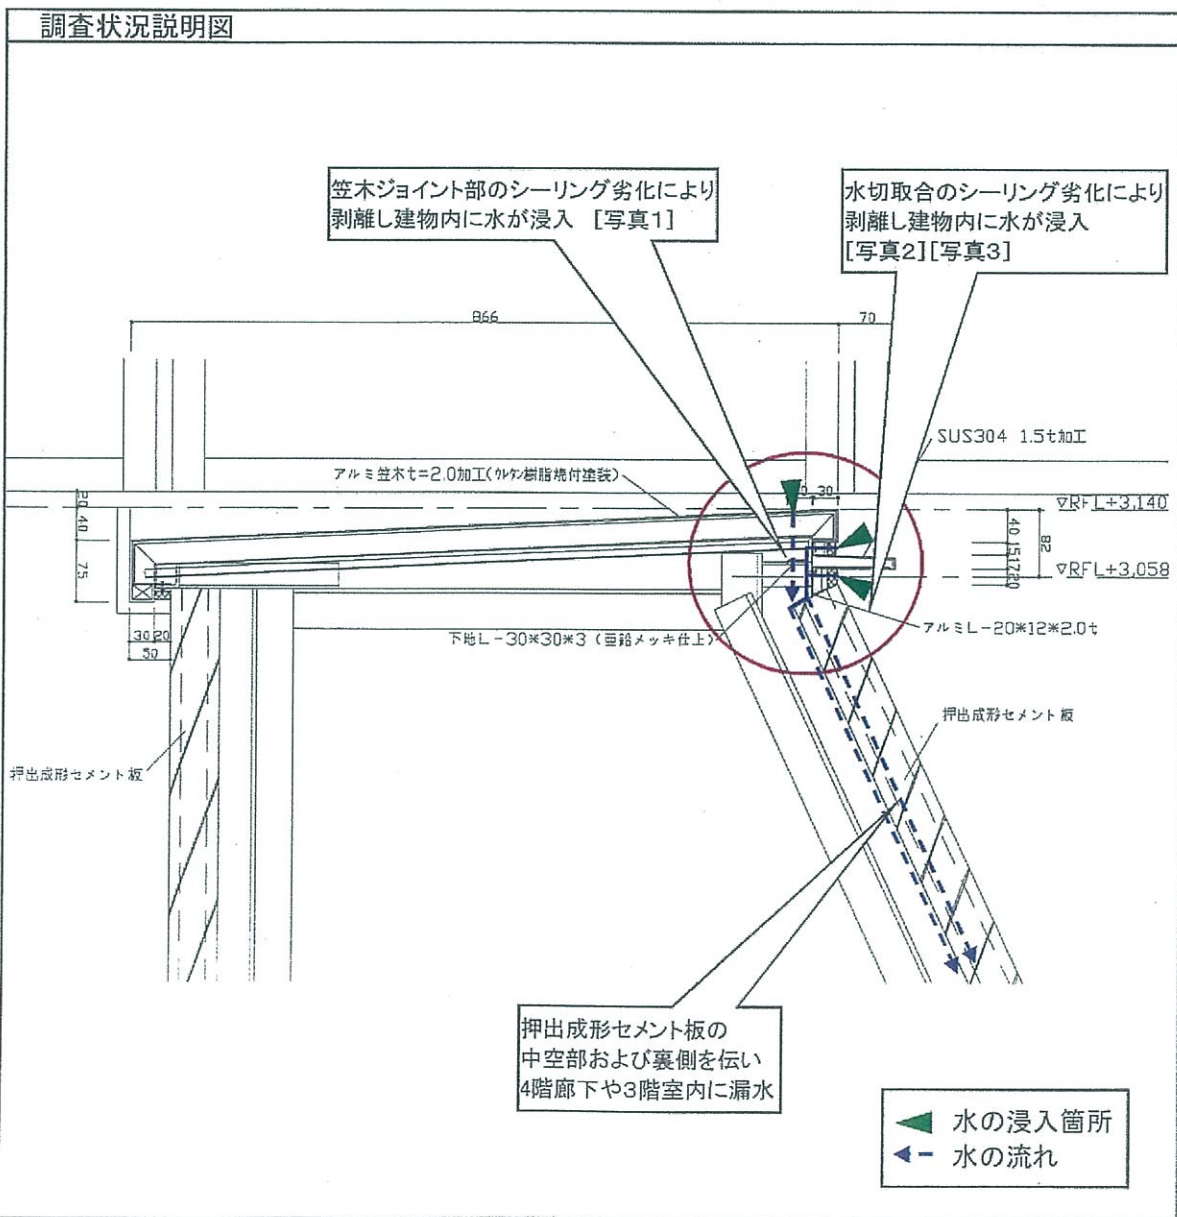 調査状況説明図
笠木ジョイント部のシーリング劣化により
剥離し建物内に水が浸入 [写真1]
水切取合のシーリング劣化により
剥離し建物内に水が浸入
[写真2][写真3]
866
70
SUS304 1.5t加工
アルミ笠木t=2.0加工(ウレタン樹脂焼付塗装)
30
▽RFL+3,140
20
40
75
40
15
17
20
82
▽RFL+3,058
アルミL-20*12*2.0t
30
20
50
下地L-30*30*3 (亜鉛メッキ仕上)
押出成形セメント板
押出成形セメント板
押出成形セメント板の
中空部および裏側を伝い
4階廊下や3階室内に漏水
水の浸入箇所
水の流れ